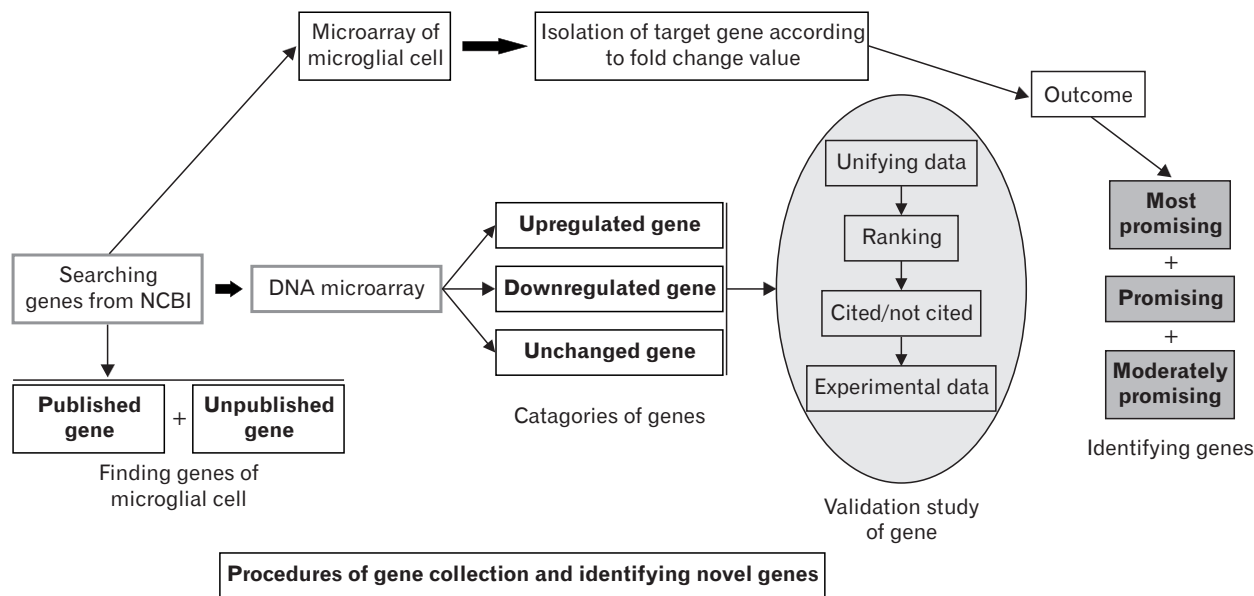 Microarray of
microglial cell
Isolation of target gene according
to fold change value
Outcome
Unifying data
Ranking
Cited/not cited
Experimental data
Validation study
of gene
Most
promising
+
Promising
+
Moderately
promising
Identifying genes
Searching
genes from NCBI
DNA microarray
Upregulated gene
Downregulated gene
Unchanged gene
Catagories of genes
Published
gene
+
Unpublished
gene
Finding genes of
microglial cell
Procedures of gene collection and identifying novel genes